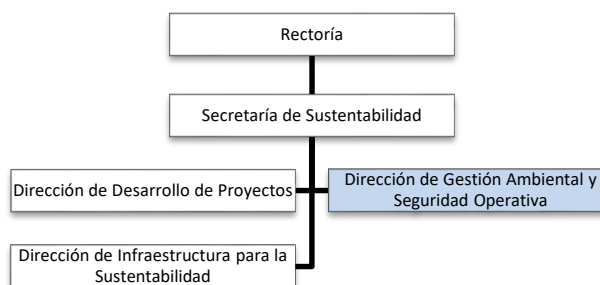 Rectoría
Secretaría de Sustentabilidad
Dirección de Desarrollo de Proyectos
Dirección de Gestión Ambiental y
Seguridad Operativa
Dirección de Infraestructura para la
Sustentabilidad